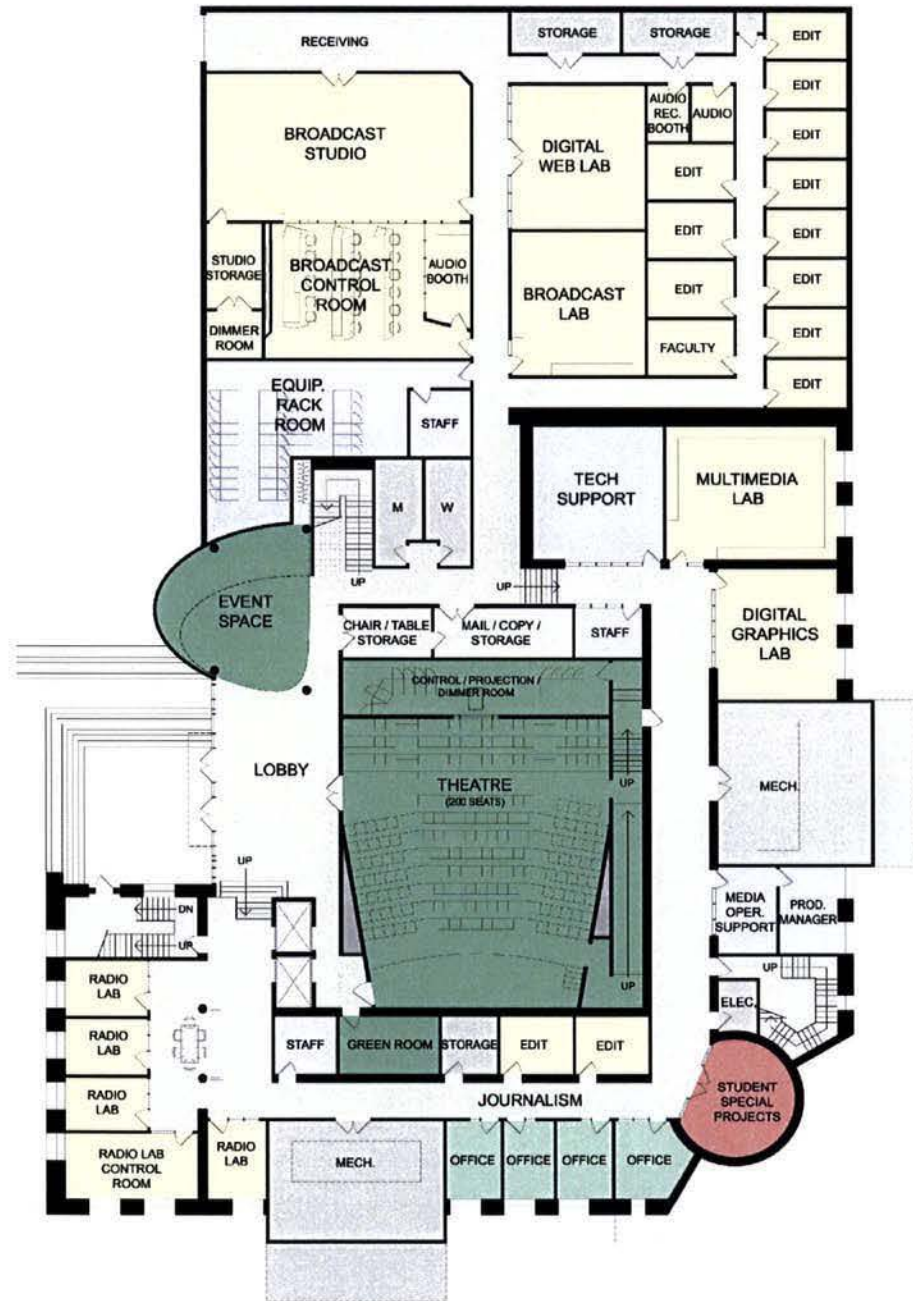 RECEIVING
STORAGE
STORAGE
EDIT
EDIT
EDIT
EDIT
EDIT
EDIT
EDIT
EDIT
BROADCAST
STUDIO
DIGITAL
WEB LAB
AUDIO
REC.
BOOTH
AUDIO
EDIT
EDIT
EDIT
FACULTY
STUDIO
STORAGE
BROADCAST
CONTROL
ROOM
AUDIO
BOOTH
BROADCAST
LAB
DIMMER
ROOM
EQUIP.
RACK
ROOM
STAFF
M
W
TECH
SUPPORT
MULTIMEDIA
LAB
UP
UP
EVENT
SPACE
CHAIR / TABLE
STORAGE
MAIL / COPY /
STORAGE
STAFF
DIGITAL
GRAPHICS
LAB
CONTROL / PROJECTION /
DIMMER ROOM
LOBBY
THEATRE
(200 SEATS)
UP
MECH.
UP
DN
UP
MEDIA
OPER.
SUPPORT
PROD.
MANAGER
UP
UP
ELEC.
RADIO
LAB
RADIO
LAB
RADIO
LAB
STAFF
GREEN ROOM
STORAGE
EDIT
EDIT
JOURNALISM
STUDENT
SPECIAL
PROJECTS
RADIO LAB
CONTROL
ROOM
RADIO
LAB
MECH.
OFFICE
OFFICE
OFFICE
OFFICE